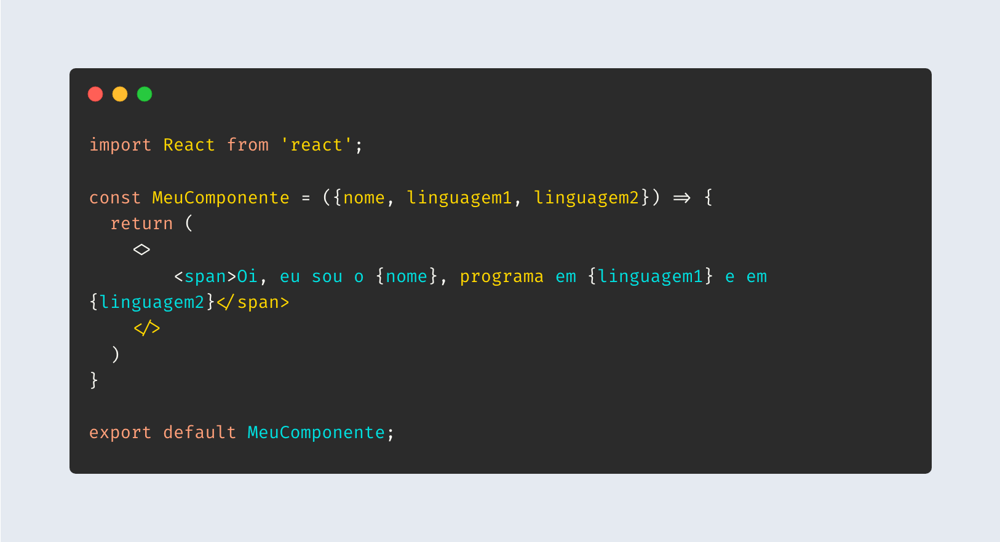 import React from 'react';
const MeuComponente = ({nome, linguagem1, linguagem2}) => {
return (
<>
<span>Oi, eu sou o {nome}, programa em {linguagem1} e em
{linguagem2}</span>
</>
)
}
export default MeuComponente;